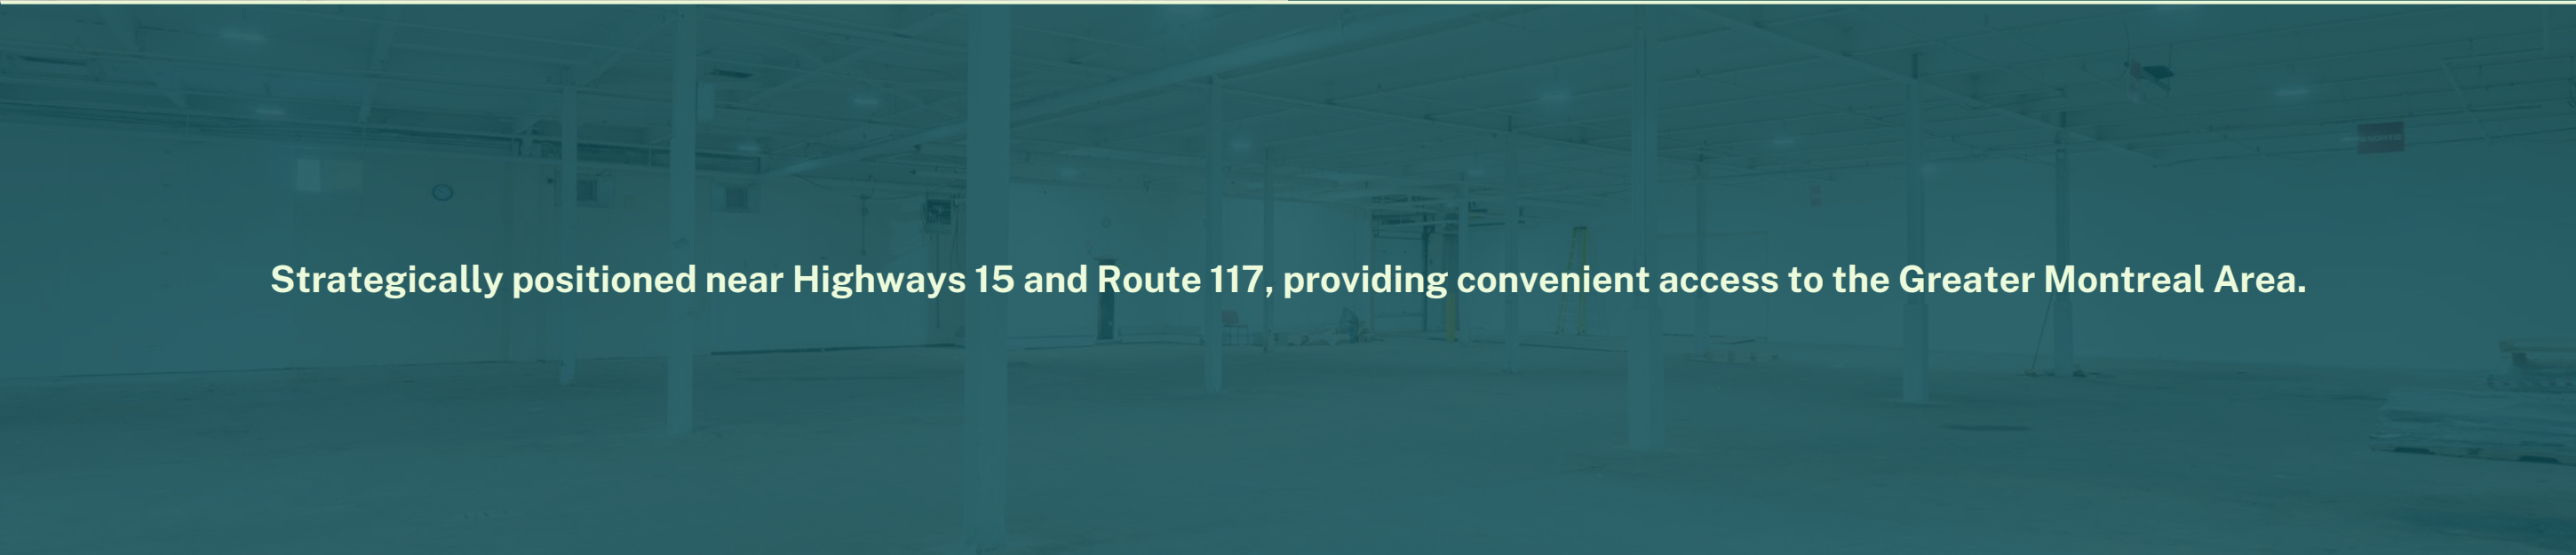 Strategically positioned near Highways 15 and Route 117, providing convenient access to the Greater Montreal Area.